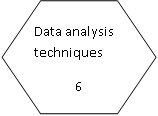 Data analysis
techniques
6